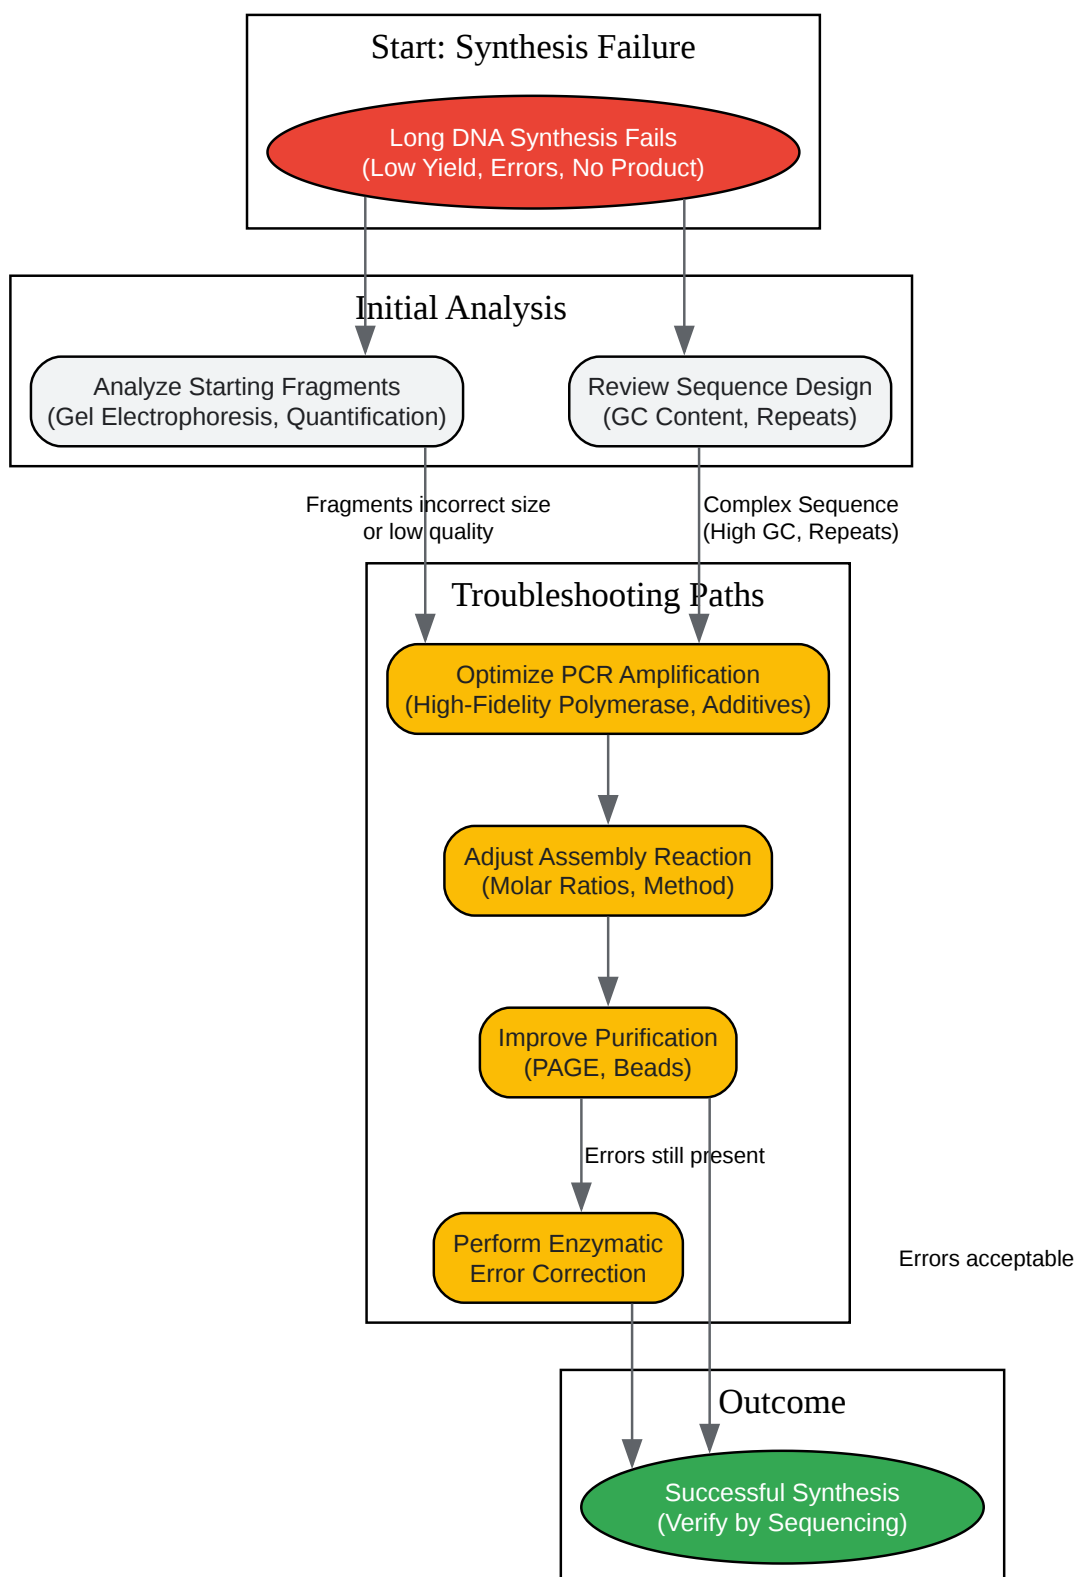 Start: Synthesis Failure
Long DNA Synthesis Fails
(Low Yield, Errors, No Product)
Initial Analysis
Analyze Starting Fragments
(Gel Electrophoresis, Quantification)
Review Sequence Design
(GC Content, Repeats)
Fragments incorrect size
or low quality
Complex Sequence
(High GC, Repeats)
Troubleshooting Paths
Optimize PCR Amplification
(High-Fidelity Polymerase, Additives)
Adjust Assembly Reaction
(Molar Ratios, Method)
Improve Purification
(PAGE, Beads)
Errors still present
Perform Enzymatic
Error Correction
Errors acceptable
Outcome
Successful Synthesis
(Verify by Sequencing)